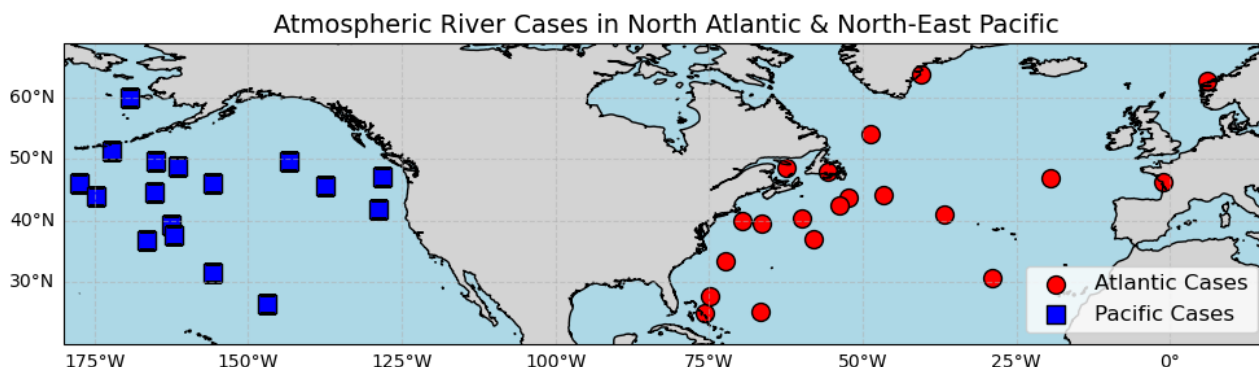 Atmospheric River Cases in North Atlantic & North-East Pacific
60°N
50°N
40°N
30°N
Atlantic Cases
Pacific Cases
175°W 150°W 125°W 100°W 75°W 50°W 25°W 0°